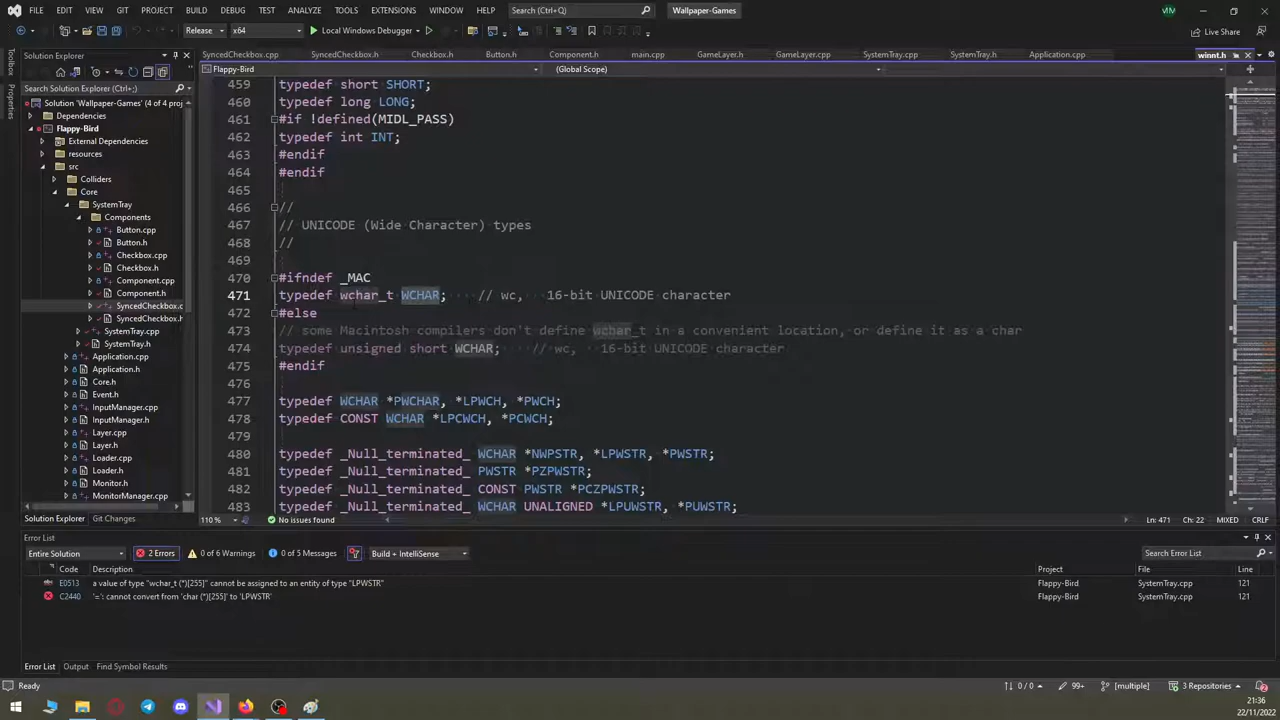 File Edit View Git Project Build Debug Test Analyze Tools Extensions Window Help Search (Ctrl+Q) Wallpaper-Games VM
Release x64 Local Windows Debugger Live Share
Toolbox
Properties
Solution Explorer
Search Solution Explorer (Ctrl+;)
Solution 'Wallpaper-Games' (4 of 4 proj
Dependencies
Flappy-Bird
External Dependencies
resources
src
Colliders
Core
SystemTray
Components
Button.cpp
Button.h
Checkbox.cpp
Checkbox.h
Component.cpp
Component.h
SyncedCheckbox.c
SyncedCheckbox.h
SystemTray.cpp
SystemTray.h
Application.cpp
Application.h
Core.h
Event.h
InputManager.cpp
InputManager.h
Layer.cpp
Layer.h
Loader.cpp
Loader.h
Monitor.h
MonitorManager.cpp
Solution Explorer Git Changes
SyncedCheckbox.cpp SyncedCheckbox.h Checkbox.h Button.h Component.h main.cpp GameLayer.h GameLayer.cpp SystemTray.cpp SystemTray.h Application.cpp winnt.h
Flappy-Bird (Global Scope)
459 typedef short SHORT;
460 typedef long LONG;
461 #if !defined(MIDL_PASS)
462 typedef int INT;
463 #endif
464 #endif
465
466 //
467 // UNICODE (Wide Character) types
468 //
469
470 #ifndef _MAC
471 typedef wchar_t WCHAR; // wc, 16-bit UNICODE character
472 #else
473 // some Macintosh compilers don't define wchar_t in a convenient location, or define it as a char
474 typedef unsigned short WCHAR; // wc, 16-bit UNICODE character
475 #endif
476
477 typedef WCHAR *PWCHAR, *LPWCH, *PWCH;
478 typedef CONST WCHAR *LPCWCH, *PCWCH;
479
480 typedef _Null_terminated_ WCHAR *NWPSTR, *LPWSTR, *PWSTR;
481 typedef _Null_terminated_ PWSTR *PZPWSTR;
482 typedef _Null_terminated_ CONST PWSTR *PCZPWSTR;
483 typedef _Null_terminated_ WCHAR UNALIGNED *LPUWSTR, *PUWSTR;
110 % No issues found Ln: 471 Ch: 22 MIXED CRLF
Error List
Entire Solution 2 Errors 0 of 6 Warnings 0 of 5 Messages Build + IntelliSense Search Error List
Code Description Project File Line
E0513 a value of type "wchar_t (*)[255]" cannot be assigned to an entity of type "LPWSTR" Flappy-Bird SystemTray.cpp 121
C2440 '=': cannot convert from 'char (*)[255]' to 'LPWSTR' Flappy-Bird SystemTray.cpp 121
Error List Output Find Symbol Results
Ready 0 / 0 99+ [multiple] 3 Repositories 2
21:36
22/11/2022